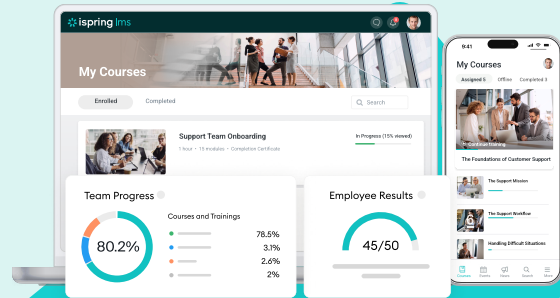 ispring lms
My Courses
Enrolled
Completed
Search
Support Team Onboarding
1 hour • 15 modules • Completion Certificate
In Progress (15% viewed)
Team Progress
80.2%
Courses and Trainings
78.5%
3.1%
2.6%
2%
Employee Results
45/50
9:41
My Courses
Assigned 5
Offline
Completed 3
Continue Training
The Foundations of Customer Support
The Support Mission
The Support Workflow
Handling Difficult Situations
Courses
Events
News
Search
More